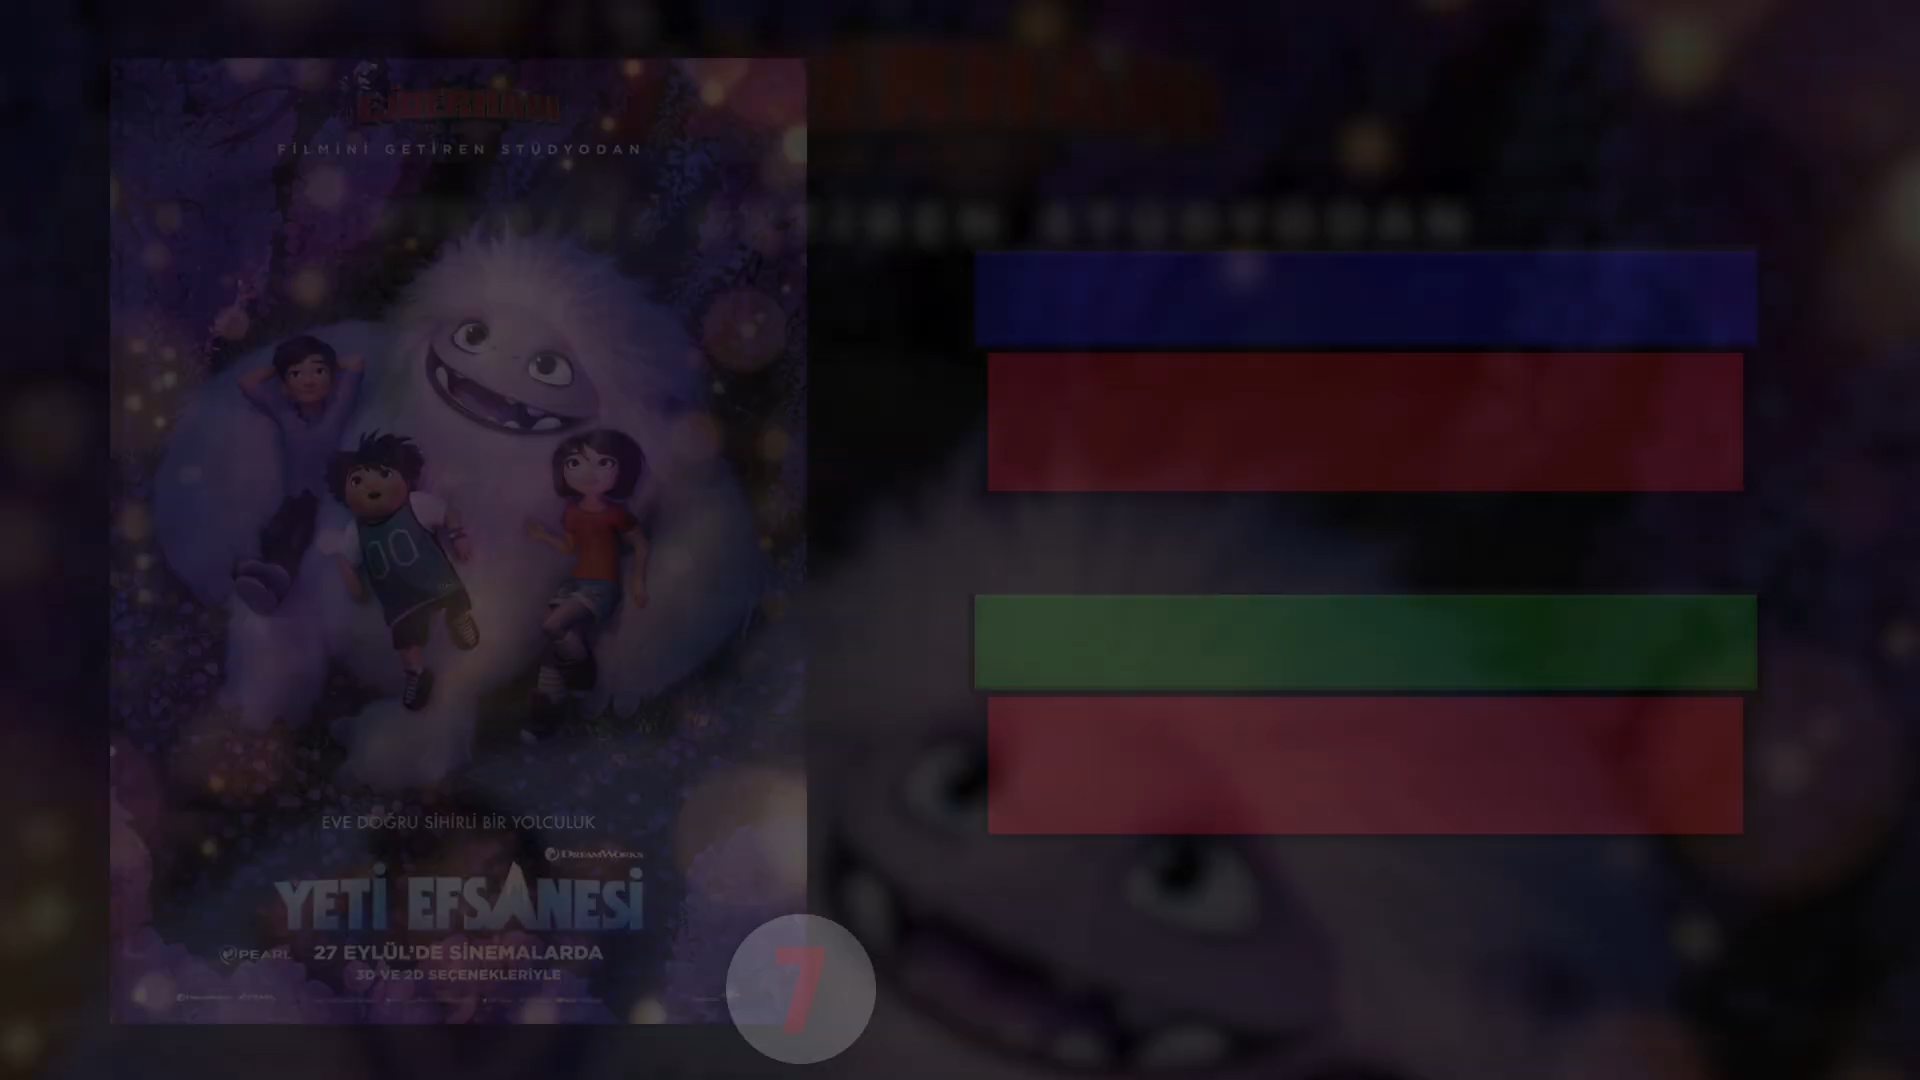 FİLMİNİ GETİREN STÜDYODAN
EVE DOĞRU SİHİRLİ BİR YOLCULUK
DREAMWORKS
YETİ EFSANESİ
PEARL
27 EYLÜL'DE SİNEMALARDA
3D VE 2D SEÇENEKLERİYLE
7